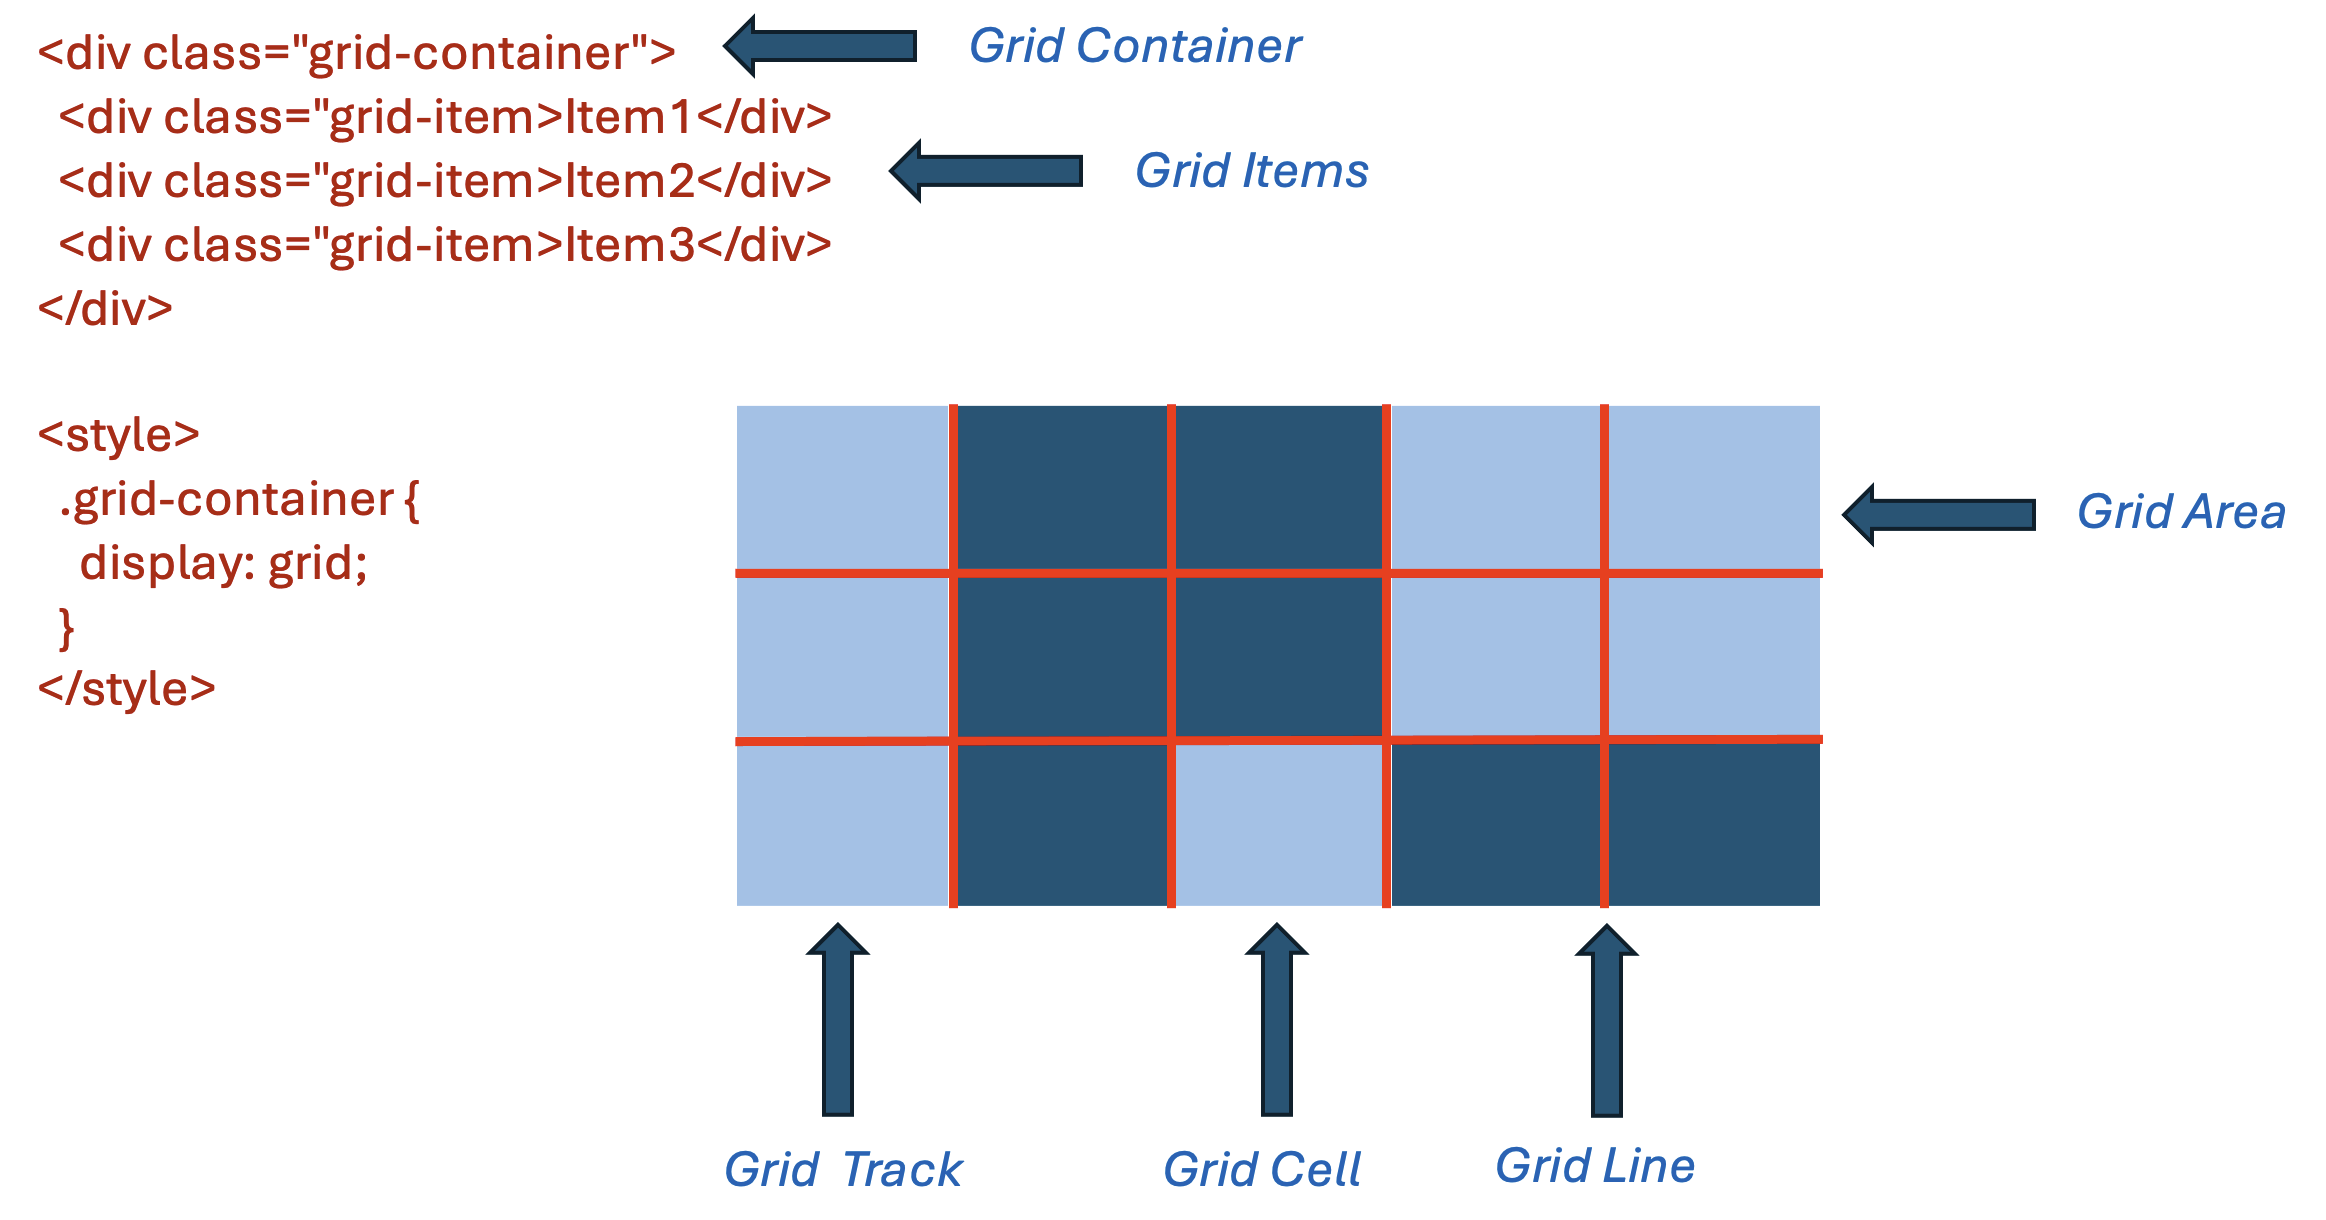 <div class="grid-container">
Grid Container
<div class="grid-item>Item1</div>
<div class="grid-item>Item2</div>
Grid Items
<div class="grid-item>Item3</div>
</div>
<style>
.grid-container {
display: grid;
}
</style>
Grid Area
Grid Track
Grid Cell
Grid Line